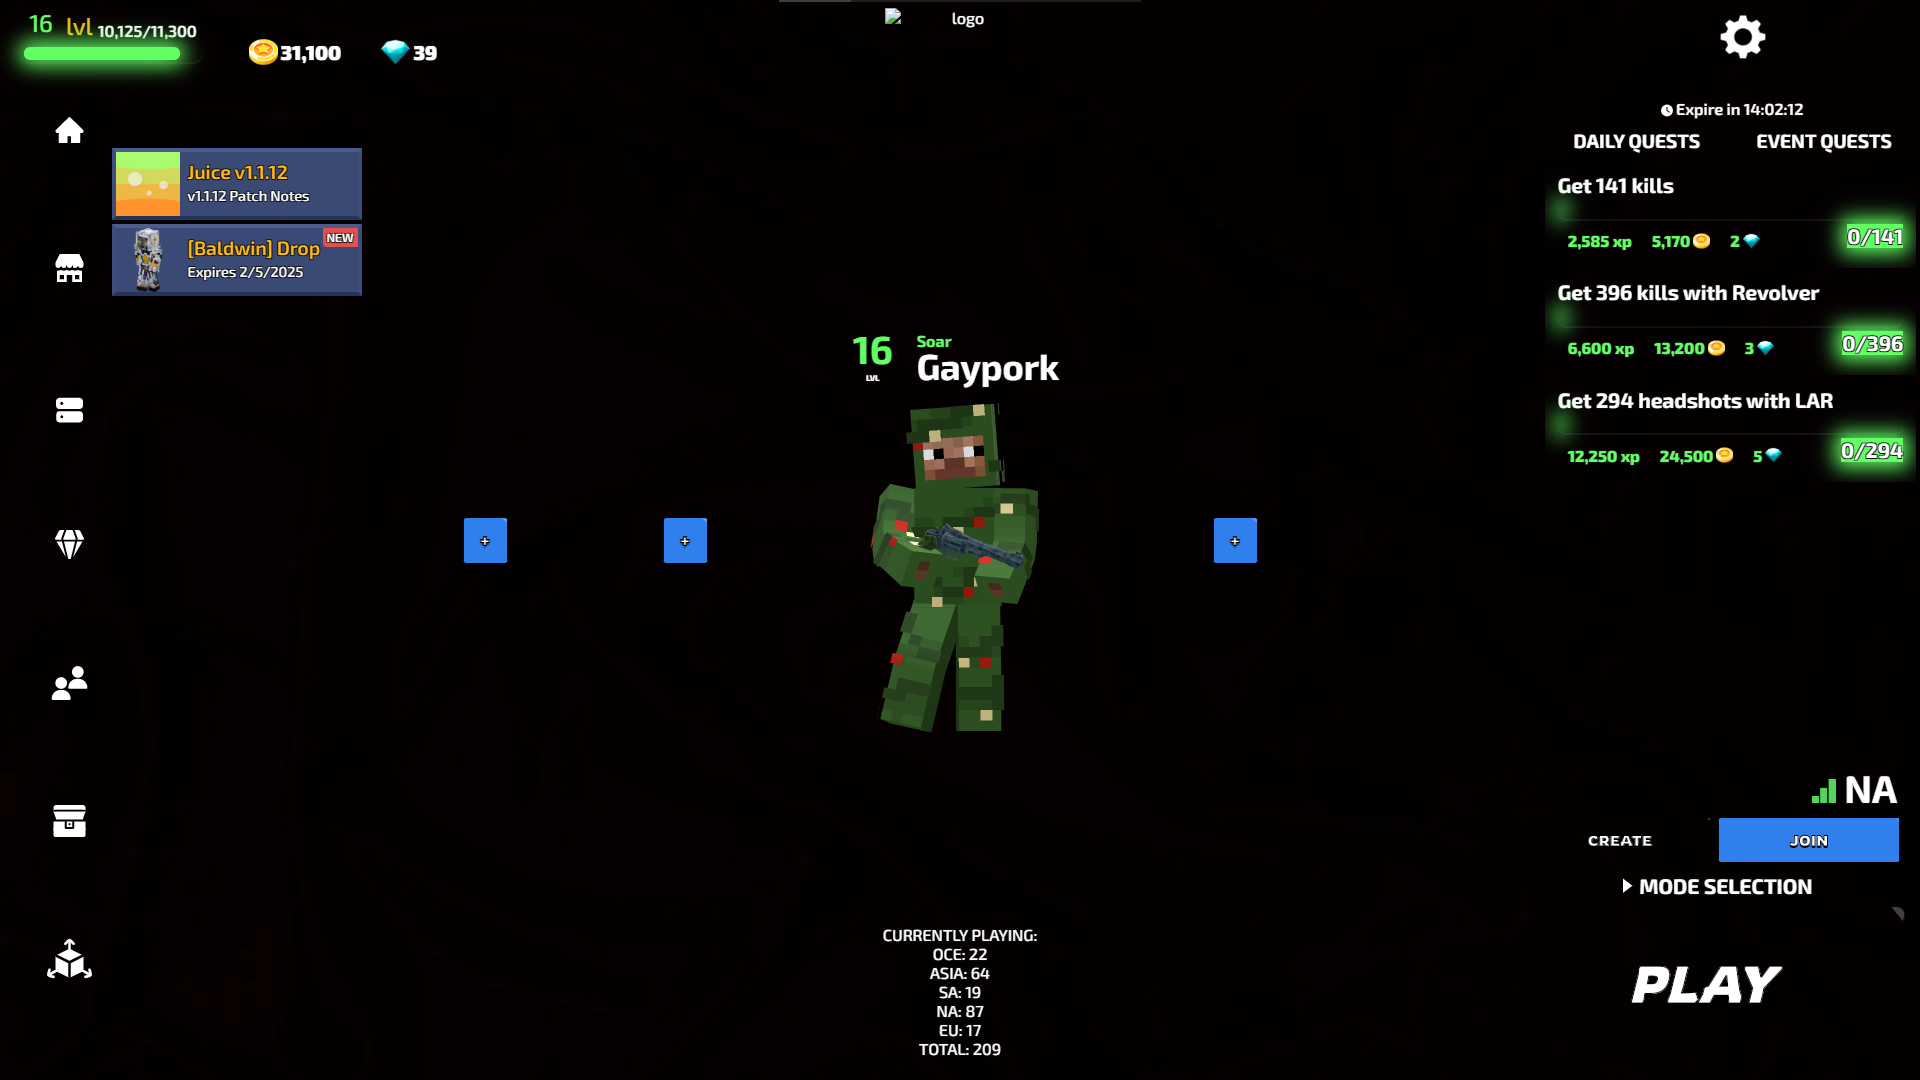 16 lvl 10,125/11,300
31,100
39
logo
Expire in 14:02:12
DAILY QUESTS
EVENT QUESTS
Juice v1.1.12
v1.1.12 Patch Notes
[Baldwin] Drop
NEW
Expires 2/5/2025
Get 141 kills
2,585 xp 5,170 2
0/141
Get 396 kills with Revolver
6,600 xp 13,200 3
0/396
Get 294 headshots with LAR
12,250 xp 24,500 5
0/294
16
LVL
Soar
Gaypork
+
+
+
NA
CREATE
JOIN
MODE SELECTION
PLAY
CURRENTLY PLAYING:
OCE: 22
ASIA: 64
SA: 19
NA: 87
EU: 17
TOTAL: 209